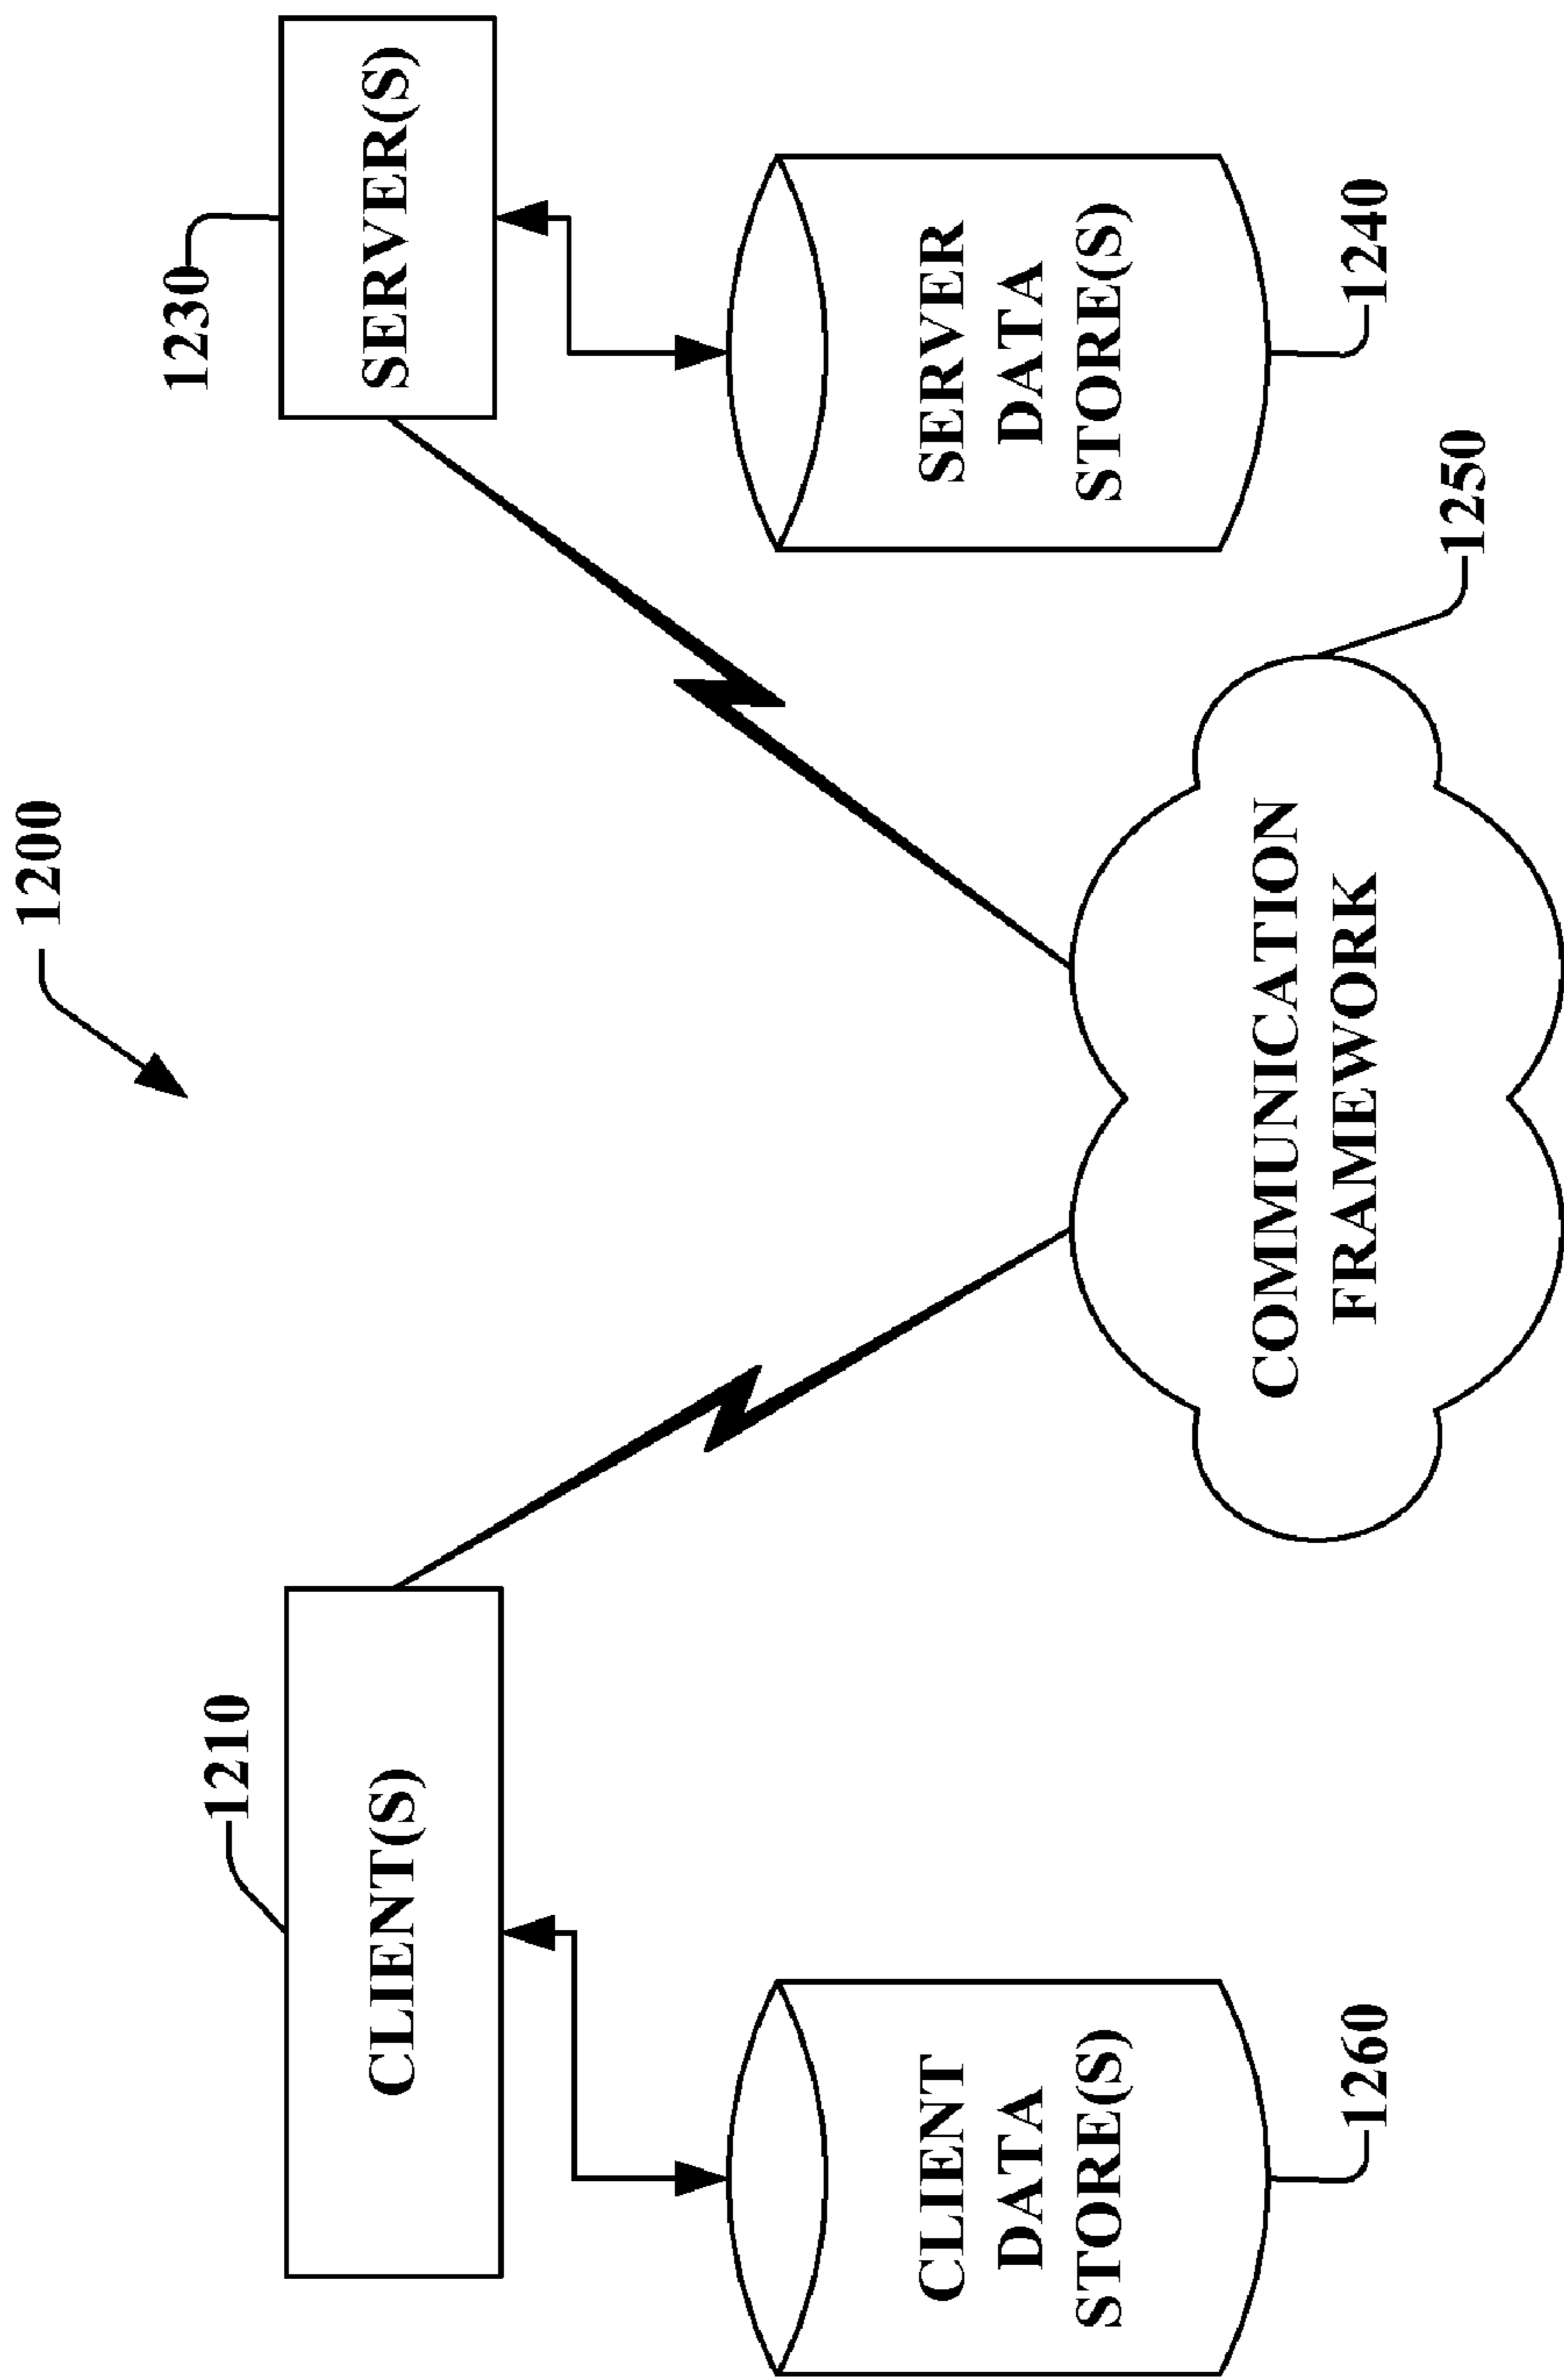 1200
1210
1230
CLIENT(S)
SERVER(S)
CLIENT
DATA
STORE(S)
SERVER
DATA
STORE(S)
COMMUNICATION
FRAMEWORK
1260
1240
1250